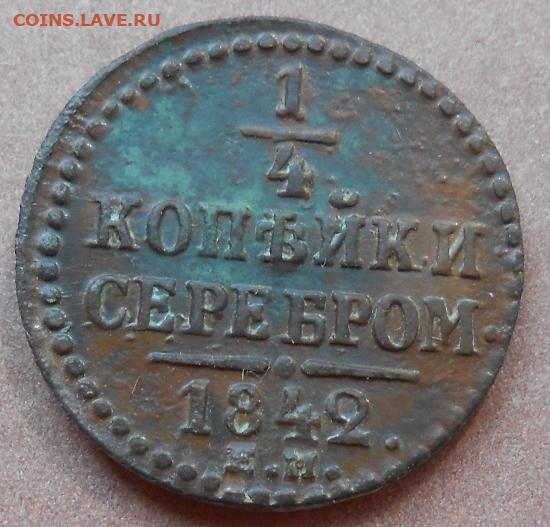 COINS.LAVE.RU
1
4
КОПѢЙКИ
СЕРЕБРОМ.
1842.
Е.М.